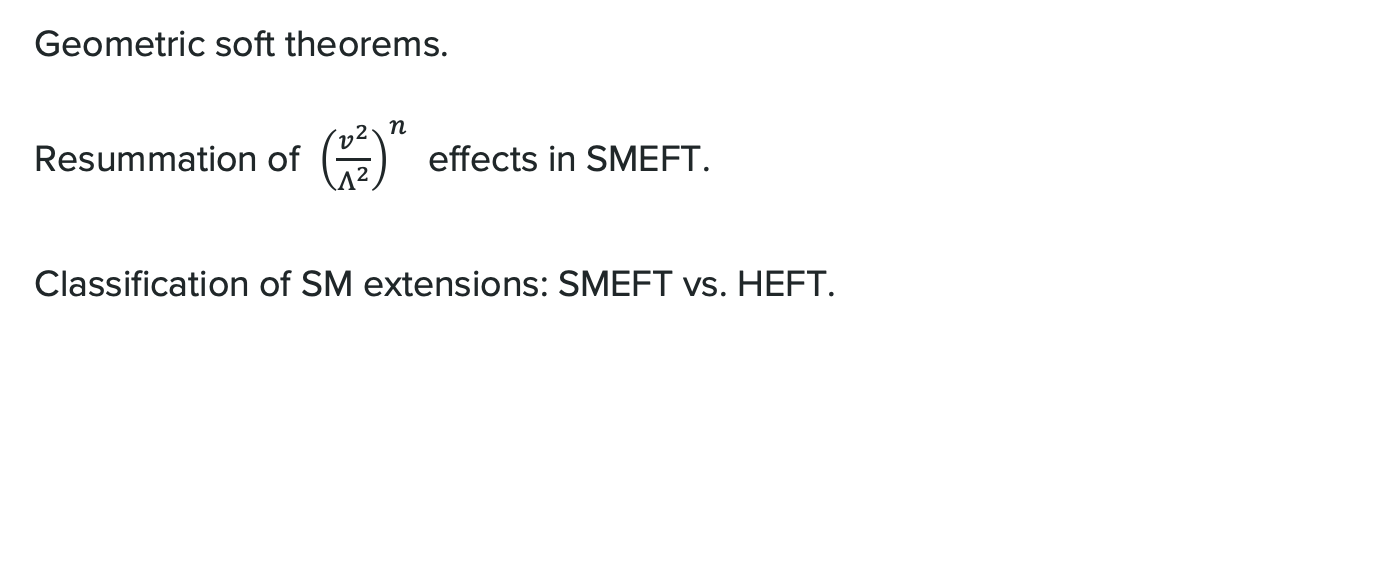 Geometric soft theorems.
Resummation of (v²/Λ²)ⁿ effects in SMEFT.
Classification of SM extensions: SMEFT vs. HEFT.